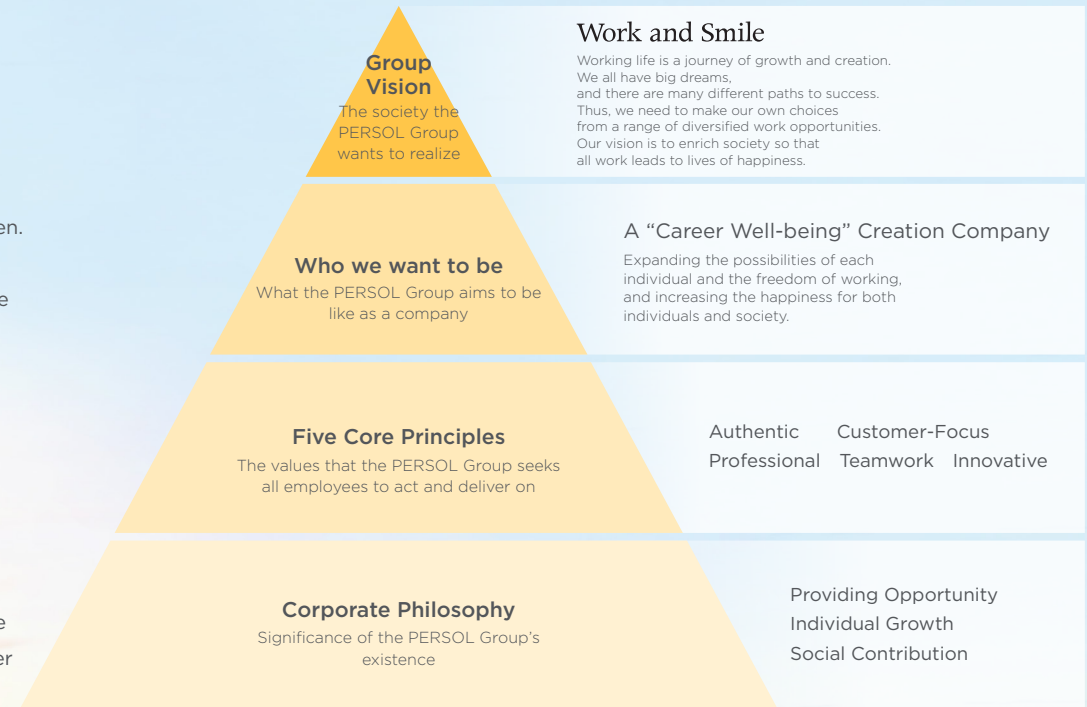 Group
Vision
The society the
PERSOL Group
wants to realize
Work and Smile
Working life is a journey of growth and creation.
We all have big dreams,
and there are many different paths to success.
Thus, we need to make our own choices
from a range of diversified work opportunities.
Our vision is to enrich society so that
all work leads to lives of happiness.
Who we want to be
What the PERSOL Group aims to be
like as a company
A “Career Well-being” Creation Company
Expanding the possibilities of each
individual and the freedom of working,
and increasing the happiness for both
individuals and society.
Five Core Principles
The values that the PERSOL Group seeks
all employees to act and deliver on
Authentic Customer-Focus
Professional Teamwork Innovative
Corporate Philosophy
Significance of the PERSOL Group’s
existence
Providing Opportunity
Individual Growth
Social Contribution